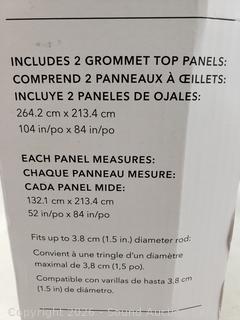 INCLUDES 2 GROMMET TOP PANELS:
COMPREND 2 PANNEAUX À ŒILLETS:
INCLUYE 2 PANELES DE OJALES:
264.2 cm x 213.4 cm
104 in/po x 84 in/po
EACH PANEL MEASURES:
CHAQUE PANNEAU MESURE:
CADA PANEL MIDE:
132.1 cm x 213.4 cm
52 in/po x 84 in/po
Fits up to 3.8 cm (1.5 in.) diameter rod:
Convient à une tringle d'un diamètre
maximal de 3,8 cm (1,5 po).
Compatible con varillas de hasta 3.8 cm
(1.5 in) de diámetro.